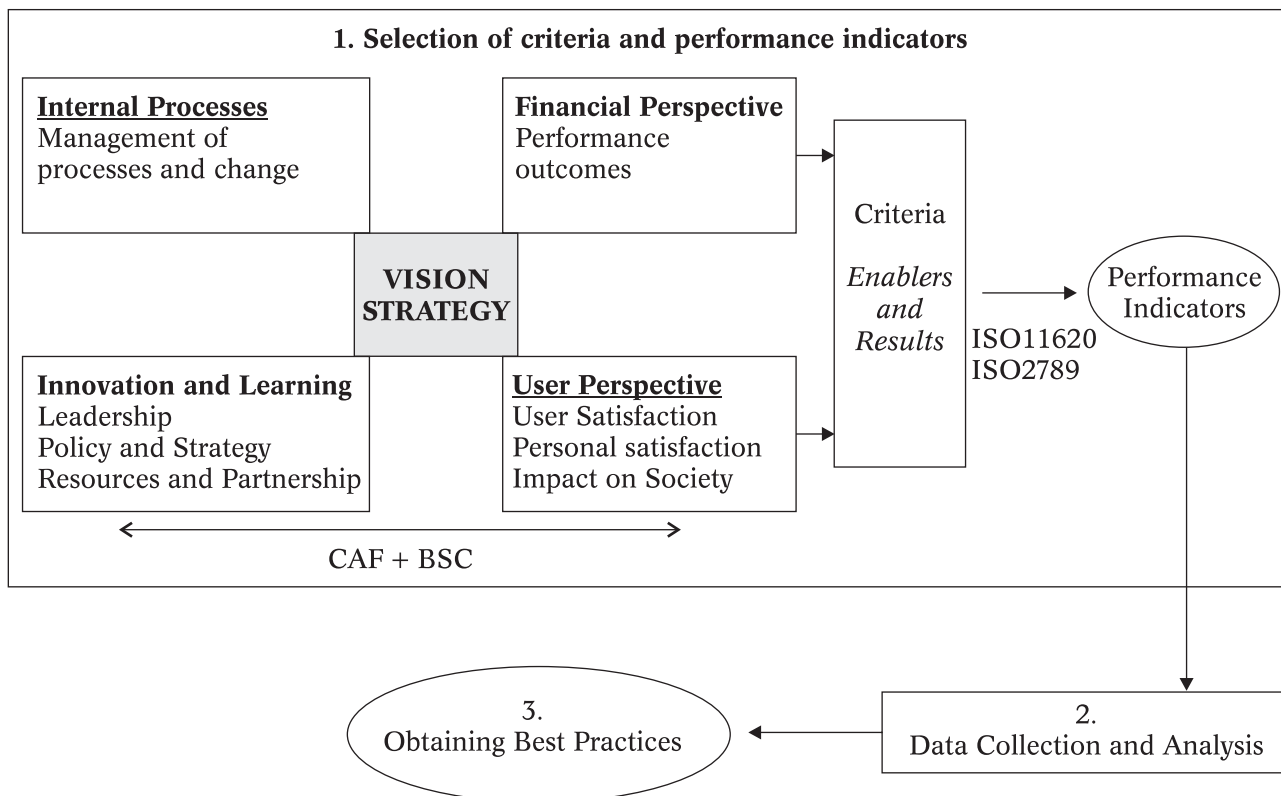 1. Selection of criteria and performance indicators
Internal Processes
Management of
processes and change
Financial Perspective
Performance
outcomes
VISION
STRATEGY
Innovation and Learning
Leadership
Policy and Strategy
Resources and Partnership
User Perspective
User Satisfaction
Personal satisfaction
Impact on Society
CAF + BSC
Criteria
Enablers
and
Results
ISO11620
ISO2789
Performance
Indicators
2.
Data Collection and Analysis
3.
Obtaining Best Practices